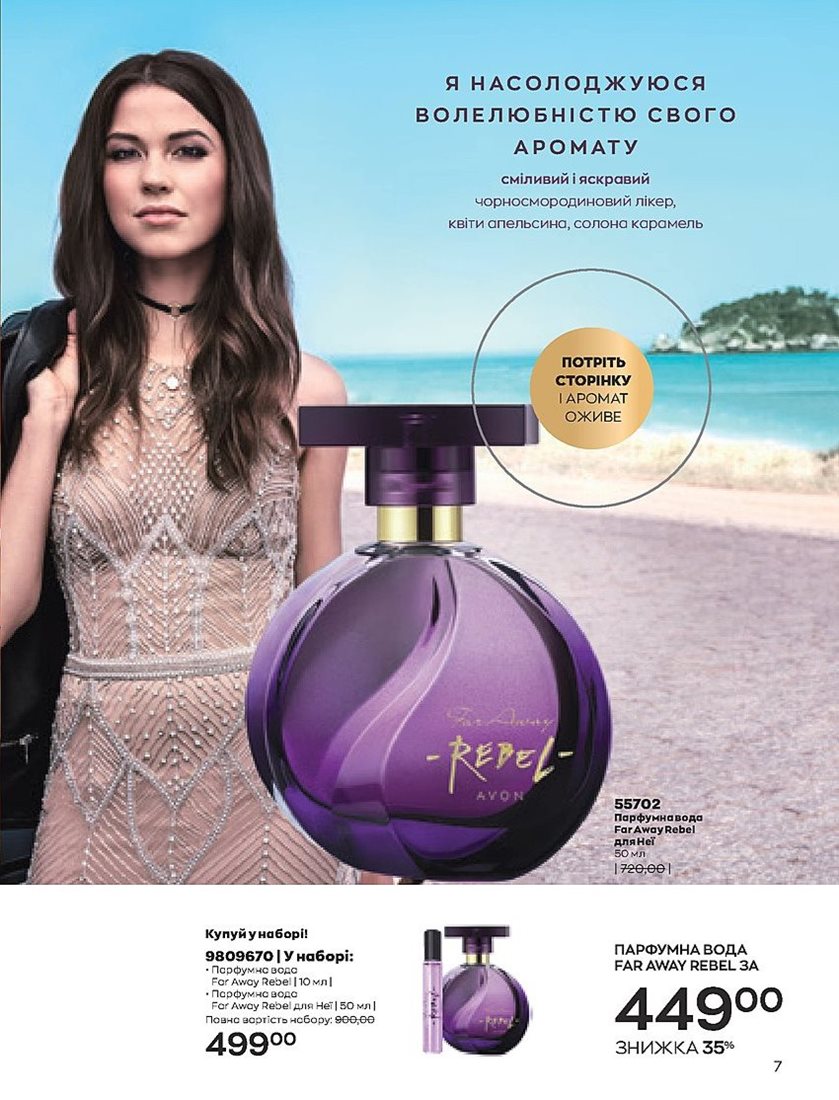 Я НАСОЛОДЖУЮСЯ
ВОЛЕЛЮБНІСТЮ СВОГО
АРОМАТУ
сміливий і яскравий
чорносмородиновий лікер,
квіти апельсина, солона карамель
ПОТРІТЬ
СТОРІНКУ
І АРОМАТ
ОЖИВЕ
Far Away
-REBEL-
AVON
55702
Парфумна вода
Far Away Rebel
для Неї
50 мл
| 720,00 |
Купуй у наборі!
9809670 | У наборі:
• Парфумна вода
Far Away Rebel | 10 мл |
• Парфумна вода
Far Away Rebel для Неї | 50 мл |
Повна вартість набору: 900,00
499⁰⁰
-REBEL-
ПАРФУМНА ВОДА
FAR AWAY REBEL ЗА
449⁰⁰
ЗНИЖКА 35%
7